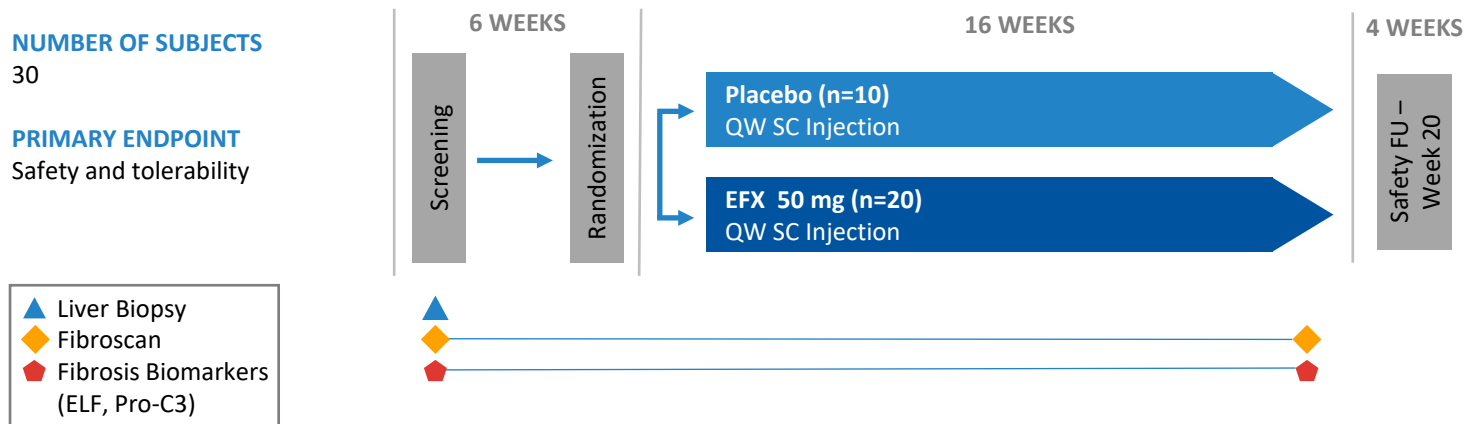 NUMBER OF SUBJECTS
30
PRIMARY ENDPOINT
Safety and tolerability
6 WEEKS
16 WEEKS
4 WEEKS
Screening
Randomization
Placebo (n=10)
QW SC Injection
EFX 50 mg (n=20)
QW SC Injection
Safety FU –
Week 20
Liver Biopsy
Fibroscan
Fibrosis Biomarkers
(ELF, Pro-C3)